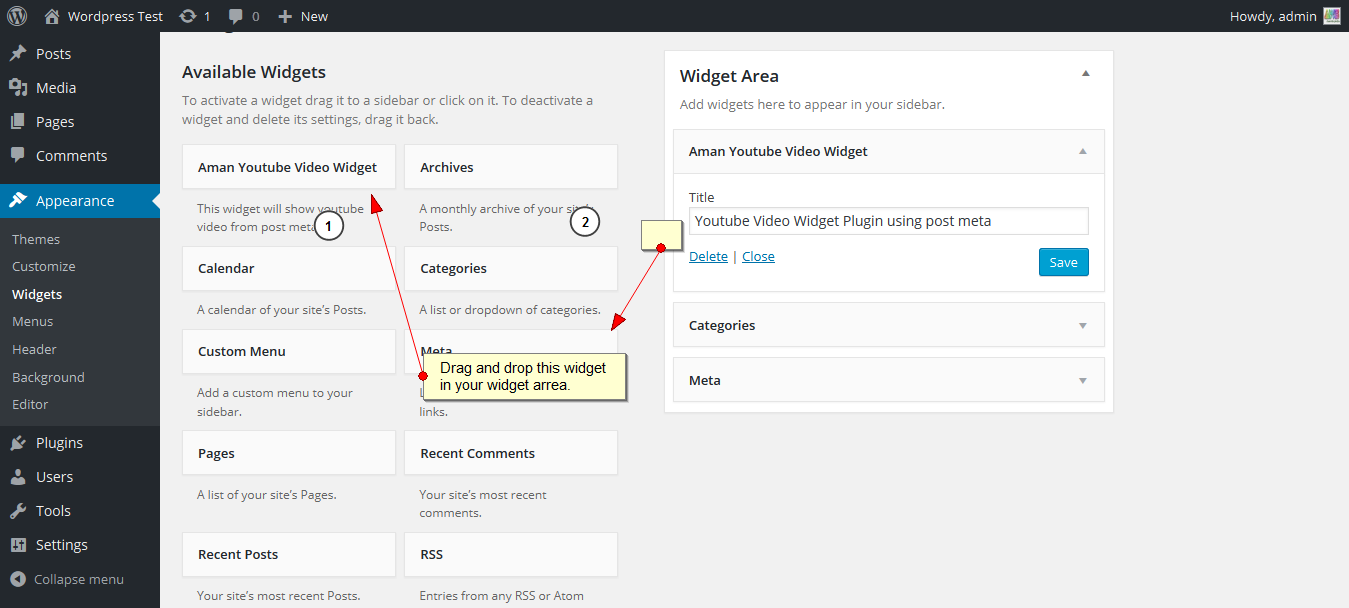 Wordpress Test 1 0 New Howdy, admin
Posts
Media
Pages
Comments
Appearance
Themes
Customize
Widgets
Menus
Header
Background
Editor
Plugins
Users
Tools
Settings
Collapse menu
Available Widgets
To activate a widget drag it to a sidebar or click on it. To deactivate a
widget and delete its settings, drag it back.
Aman Youtube Video Widget
This widget will show youtube
video from post meta
1
Archives
A monthly archive of your site's
Posts.
2
Calendar
A calendar of your site's Posts.
Categories
A list or dropdown of categories.
Custom Menu
Add a custom menu to your
sidebar.
Meta
links.
Drag and drop this widget
in your widget arrea.
Pages
A list of your site's Pages.
Recent Comments
Your site's most recent
comments.
Recent Posts
Your site's most recent Posts.
RSS
Entries from any RSS or Atom
Widget Area
Add widgets here to appear in your sidebar.
Aman Youtube Video Widget
Title
Youtube Video Widget Plugin using post meta
Delete | Close
Save
Categories
Meta